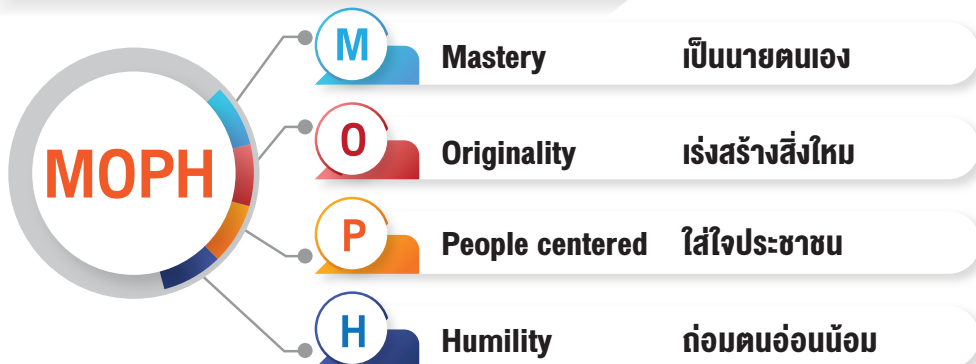 MOPH
M Mastery เป็นนายตนเอง
O Originality เร่งสร้างสิ่งใหม่
P People centered ใส่ใจประชาชน
H Humility ถ่อมตนอ่อนน้อม